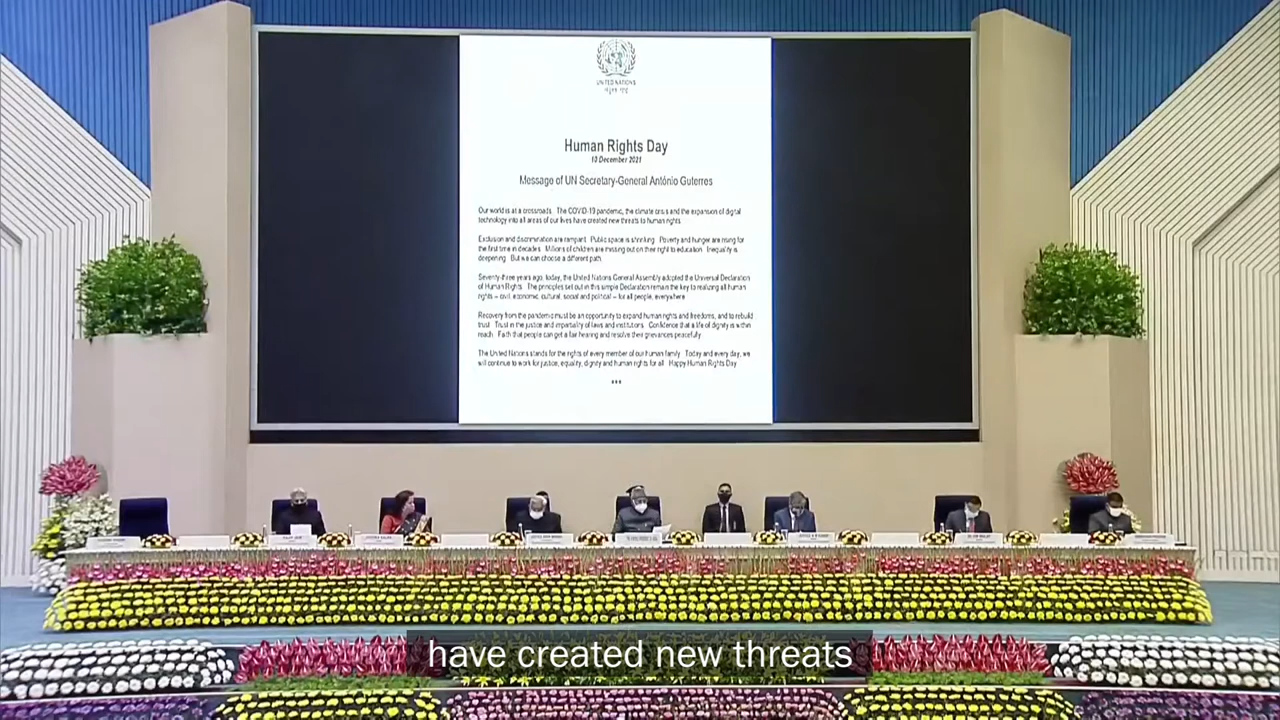 UNITED NATIONS
Human Rights Day
10 December 2021
Message of UN Secretary-General António Guterres
Our world is at a crossroads. The COVID-19 pandemic, the climate crisis and the expansion of digital
technology into all areas of our lives have created new threats to human rights.
Exclusion and discrimination are rampant. Public space is shrinking. Poverty and hunger are rising for
the first time in decades. Millions of children are missing out on their right to education. Inequality is
deepening. But we can choose a different path.
Seventy-three years ago, today, the United Nations General Assembly adopted the Universal Declaration
of Human Rights. The principles set out in this simple Declaration remain the key to realizing all human
rights – civil, economic, cultural, social and political – for all people, everywhere.
Recovery from the pandemic must be an opportunity to expand human rights and freedoms, and to rebuild
trust. Trust in the justice and impartiality of laws and institutions. Confidence that a life of dignity is within
reach. Faith that people can get a fair hearing and resolve their grievances peacefully.
The United Nations stands for the rights of every member of our human family. Today and every day, we
will continue to work for justice, equality, dignity and human rights for all. Happy Human Rights Day.
***
have created new threats